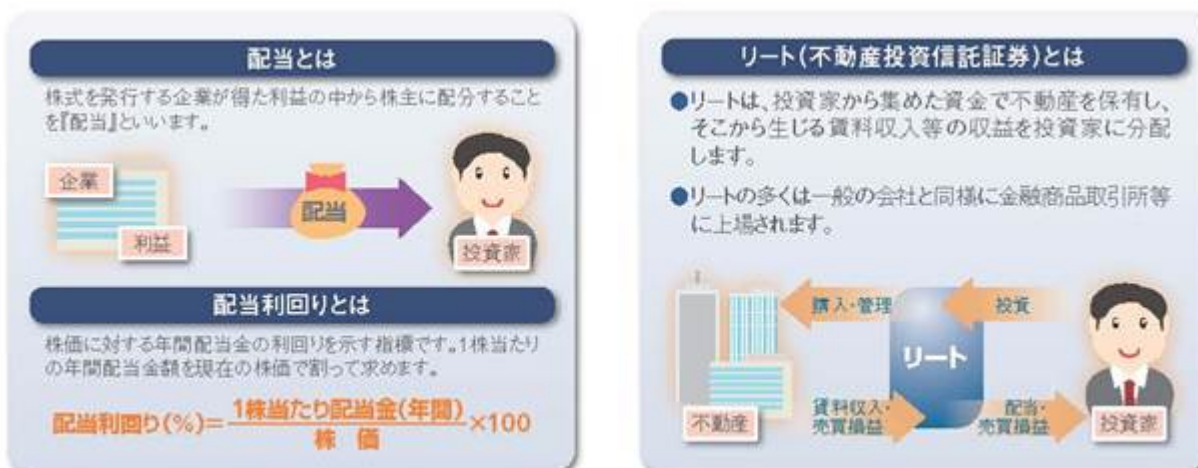 配当とは
株式を発行する企業が得た利益の中から株主に配分すること
を『配当』といいます。
企業
利益
配当
投資家
配当利回りとは
株価に対する年間配当金の利回りを示す指標です。1株当たり
の年間配当金額を現在の株価で割って求めます。
配当利回り(%)=1株当たり配当金(年間)
株 価
×100
リート(不動産投資信託証券)とは
●リートは、投資家から集めた資金で不動産を保有し、
そこから生じる賃料収入等の収益を投資家に分配
します。
●リートの多くは一般の会社と同様に金融商品取引所等
に上場されます。
購入・管理
投資
リート
不動産
賃料収入・
売買損益
配当・
売買損益
投資家